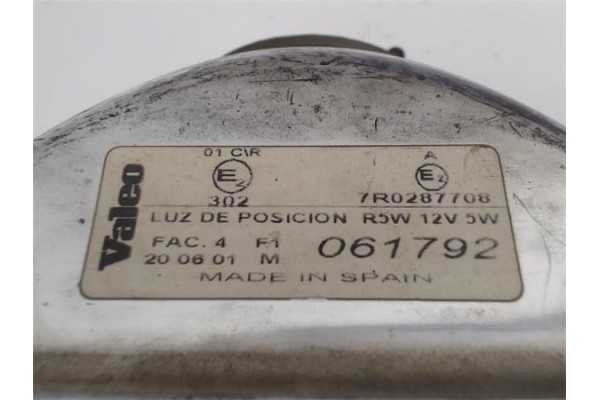 Valeo
01 C\R A
E2 E2
302 7R0287708
LUZ DE POSICION R5W 12V 5W
FAC. 4 F1 061792
20 06 01 M
MADE IN SPAIN